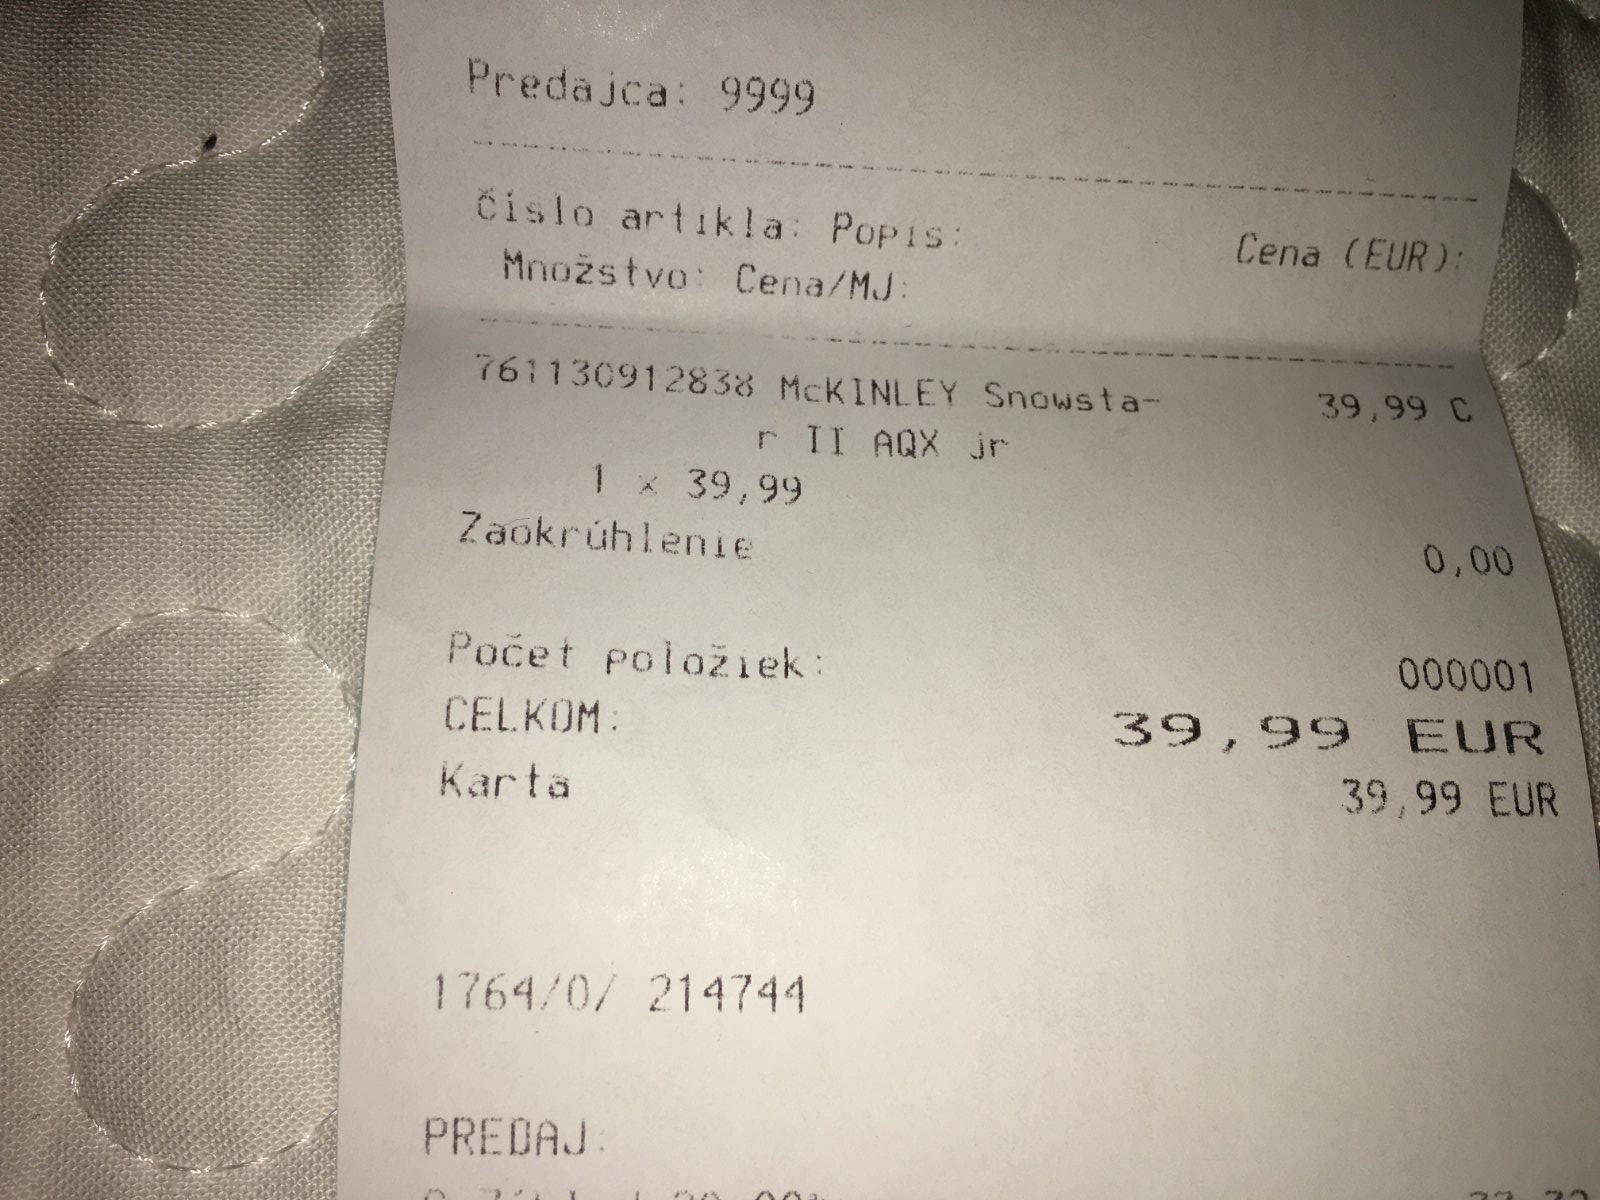 Predajca: 9999
Číslo artikla: Popis: Cena (EUR):
Množstvo: Cena/MJ:
761130912838 McKINLEY Snowsta- 39,99 C
r II AQX jr
1 x 39,99
Zaokrúhlenie 0,00
Počet položiek: 000001
CELKOM: 39,99 EUR
Karta 39,99 EUR
1764/0/ 214744
PREDAJ: